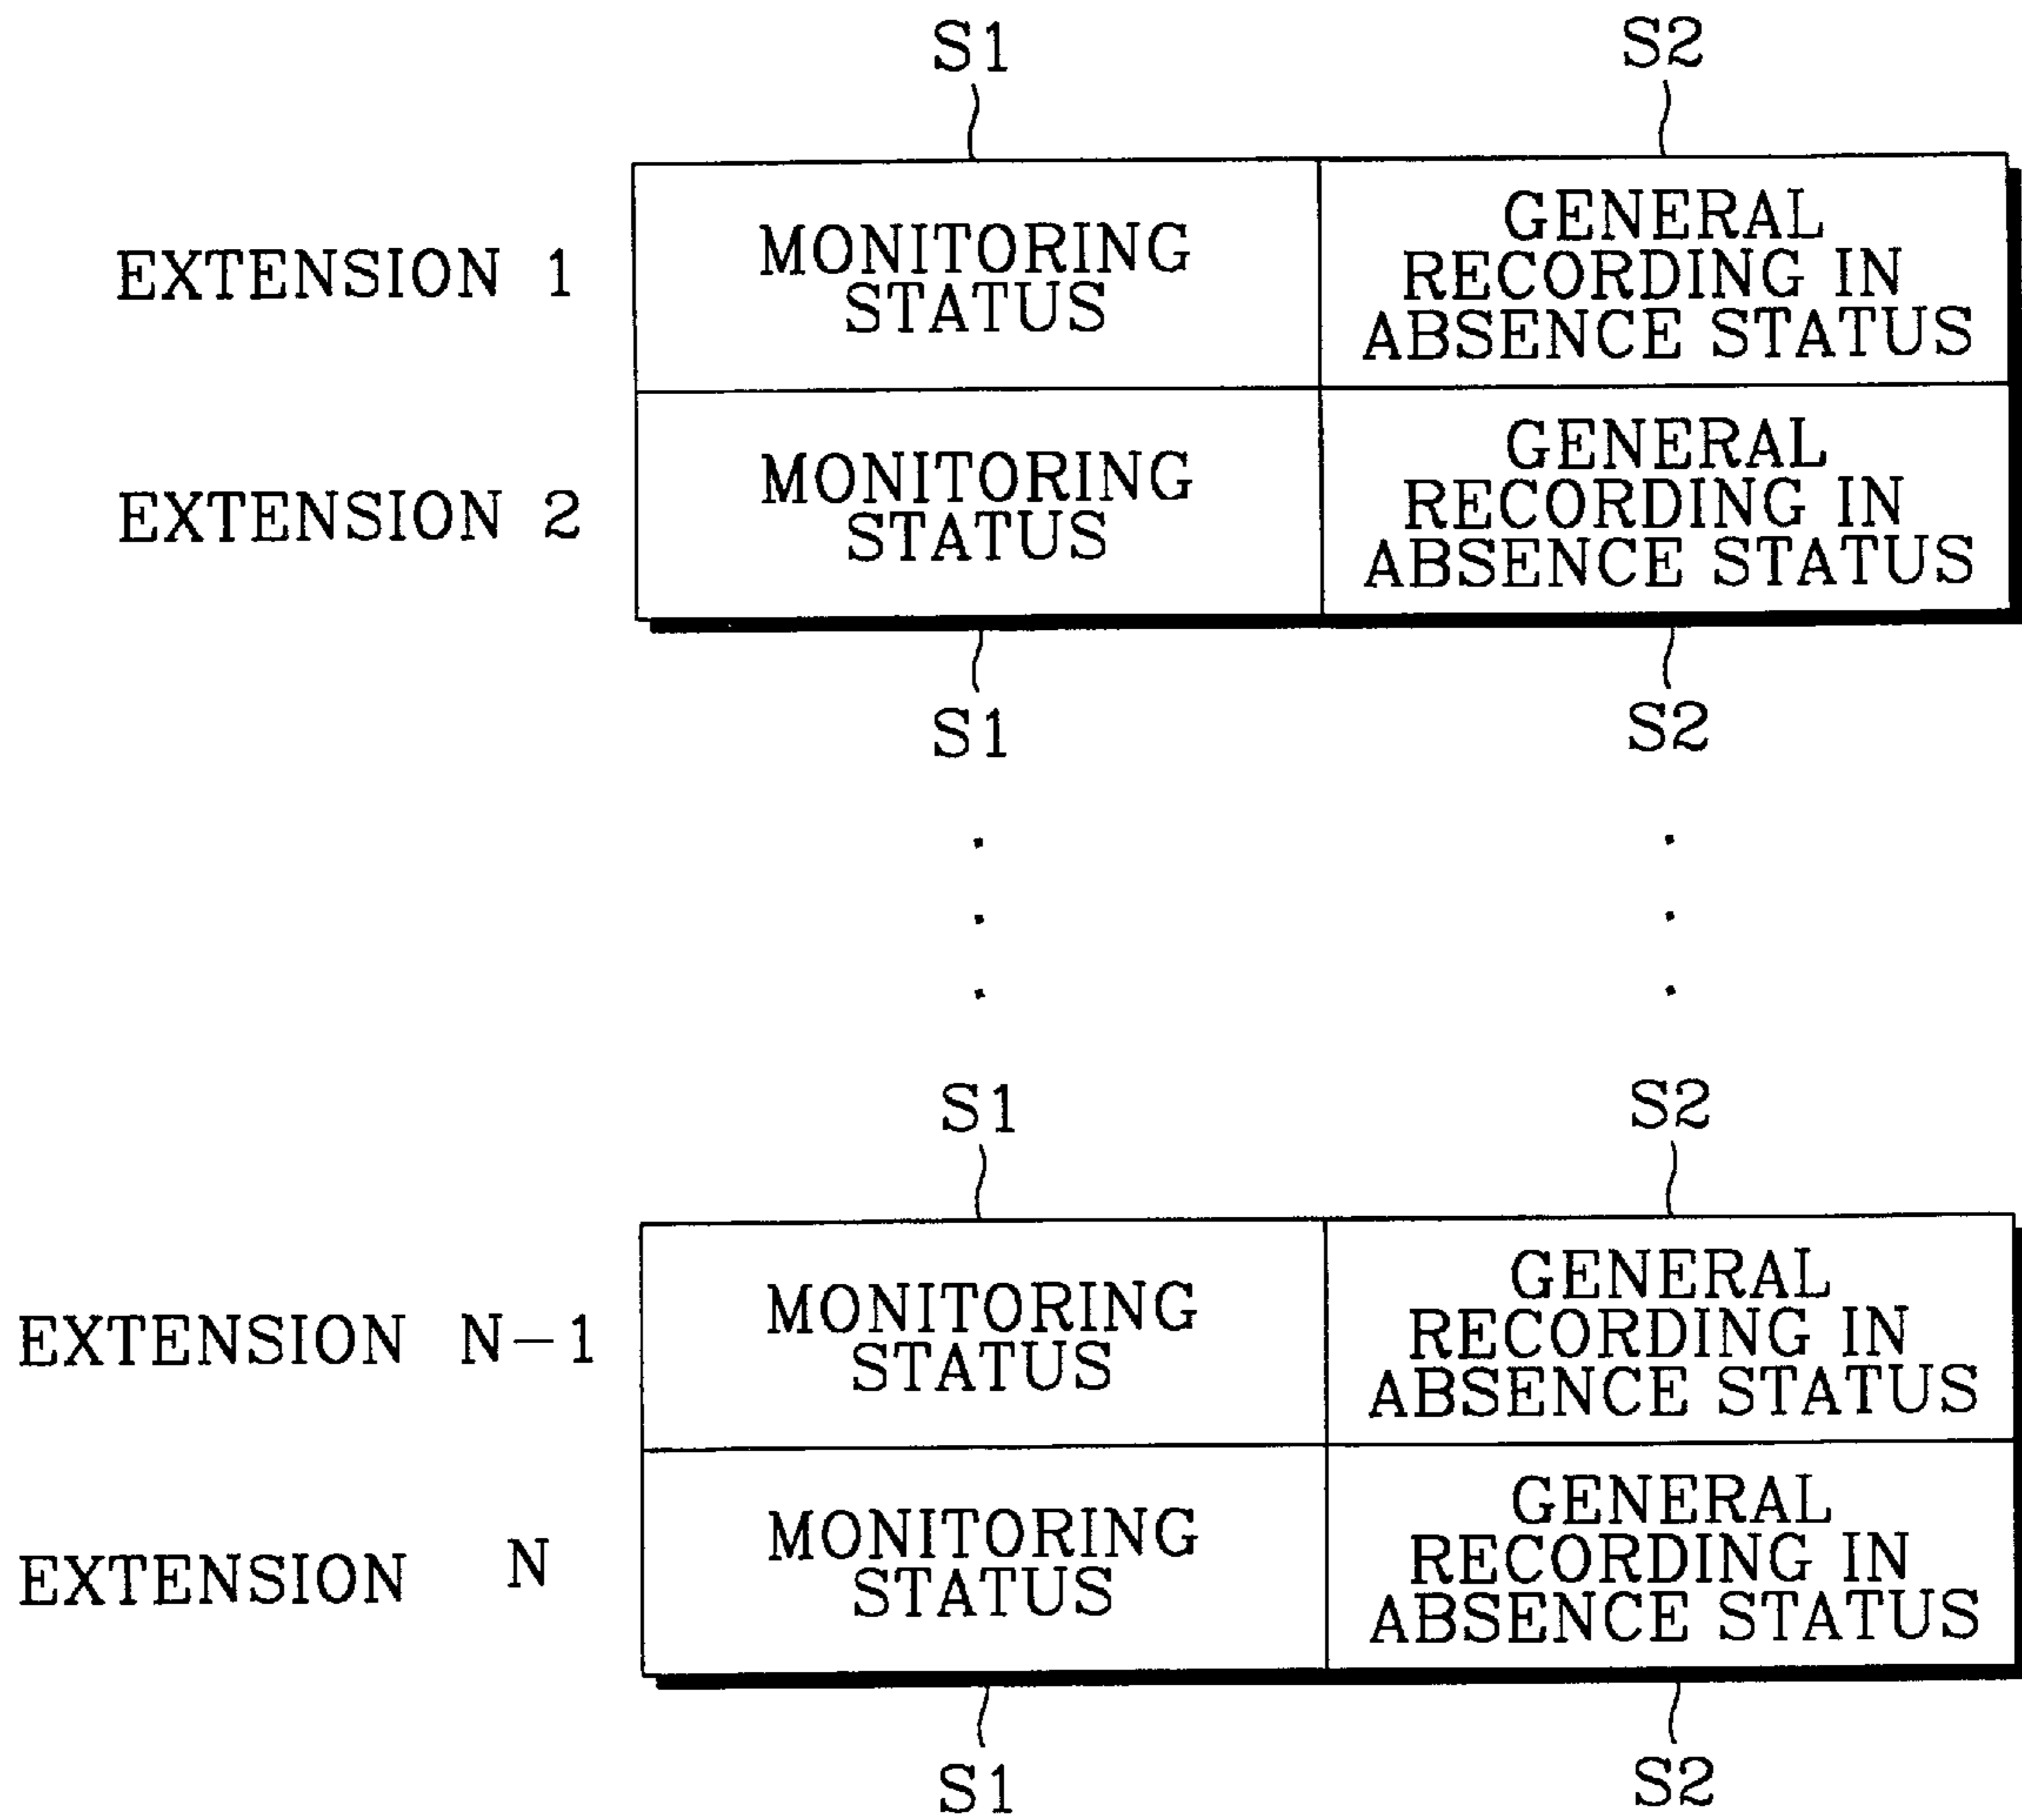 S1 S2
EXTENSION 1
MONITORING
STATUS
GENERAL
RECORDING IN
ABSENCE STATUS
EXTENSION 2
MONITORING
STATUS
GENERAL
RECORDING IN
ABSENCE STATUS
S1 S2
S1 S2
EXTENSION N-1
MONITORING
STATUS
GENERAL
RECORDING IN
ABSENCE STATUS
EXTENSION N
MONITORING
STATUS
GENERAL
RECORDING IN
ABSENCE STATUS
S1 S2